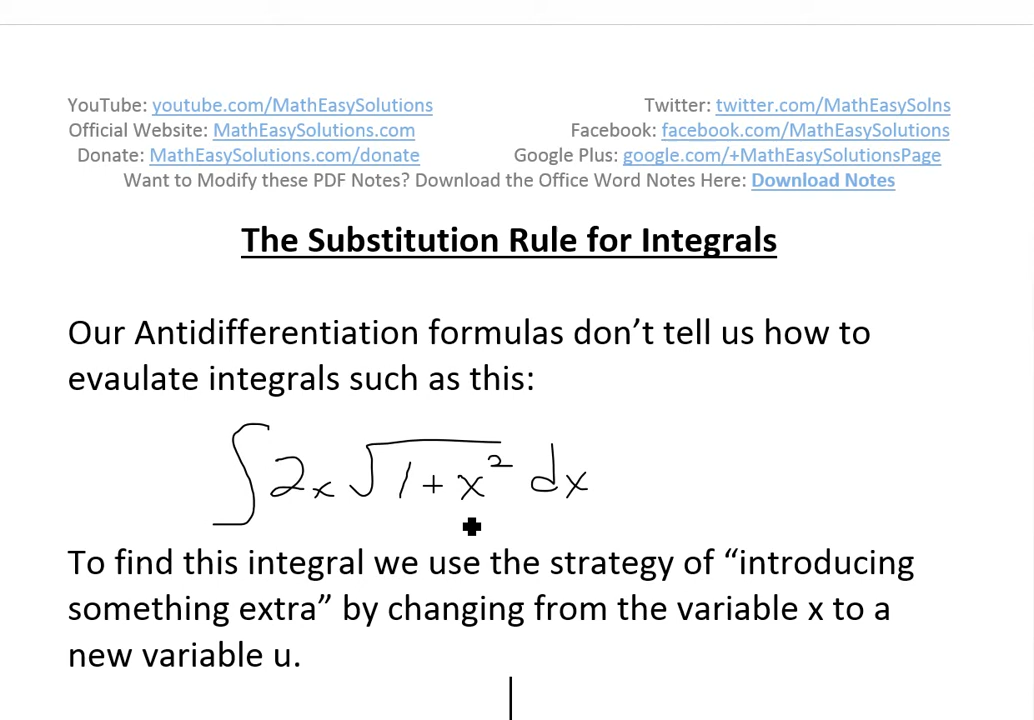 YouTube: youtube.com/MathEasySolutions Twitter: twitter.com/MathEasySolns
Official Website: MathEasySolutions.com Facebook: facebook.com/MathEasySolutions
Donate: MathEasySolutions.com/donate Google Plus: google.com/+MathEasySolutionsPage
Want to Modify these PDF Notes? Download the Office Word Notes Here: Download Notes
The Substitution Rule for Integrals
Our Antidifferentiation formulas don’t tell us how to
evaulate integrals such as this:
∫2x√(1+x²) dx
To find this integral we use the strategy of “introducing
something extra” by changing from the variable x to a
new variable u.